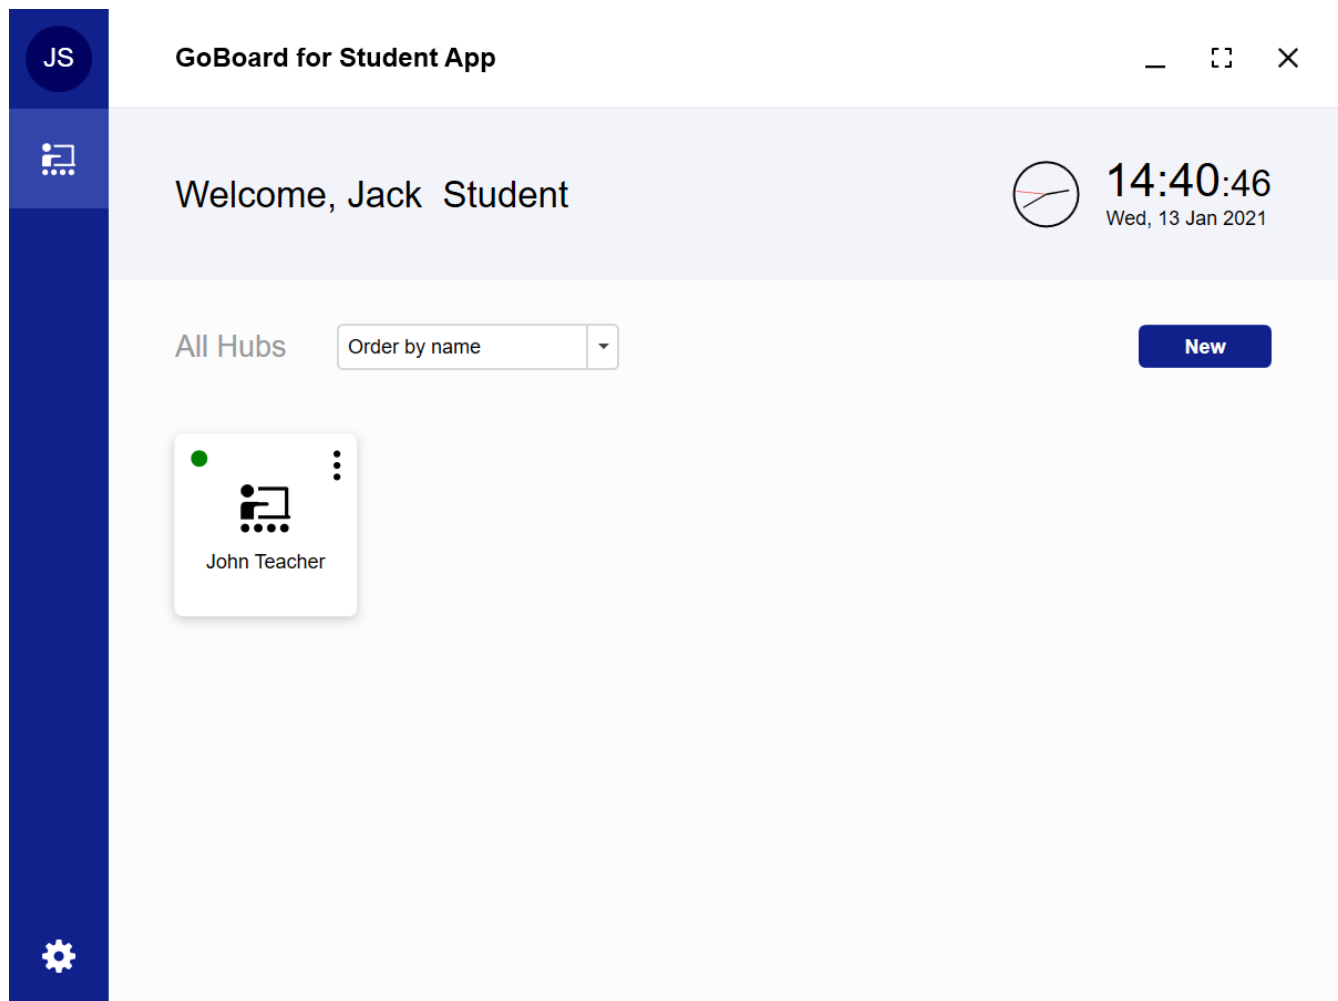 JS
GoBoard for Student App
Welcome, Jack  Student
14:40:46
Wed, 13 Jan 2021
All Hubs
Order by name
New
John Teacher